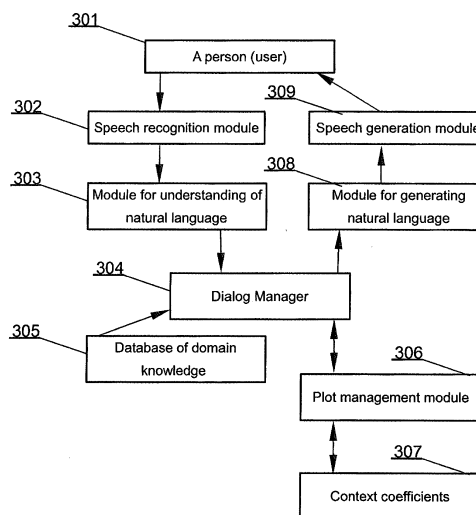 301
A person (user)
302
Speech recognition module
309
Speech generation module
303
Module for understanding of
natural language
308
Module for generating
natural language
304
Dialog Manager
305
Database of domain
knowledge
306
Plot management module
307
Context coefficients